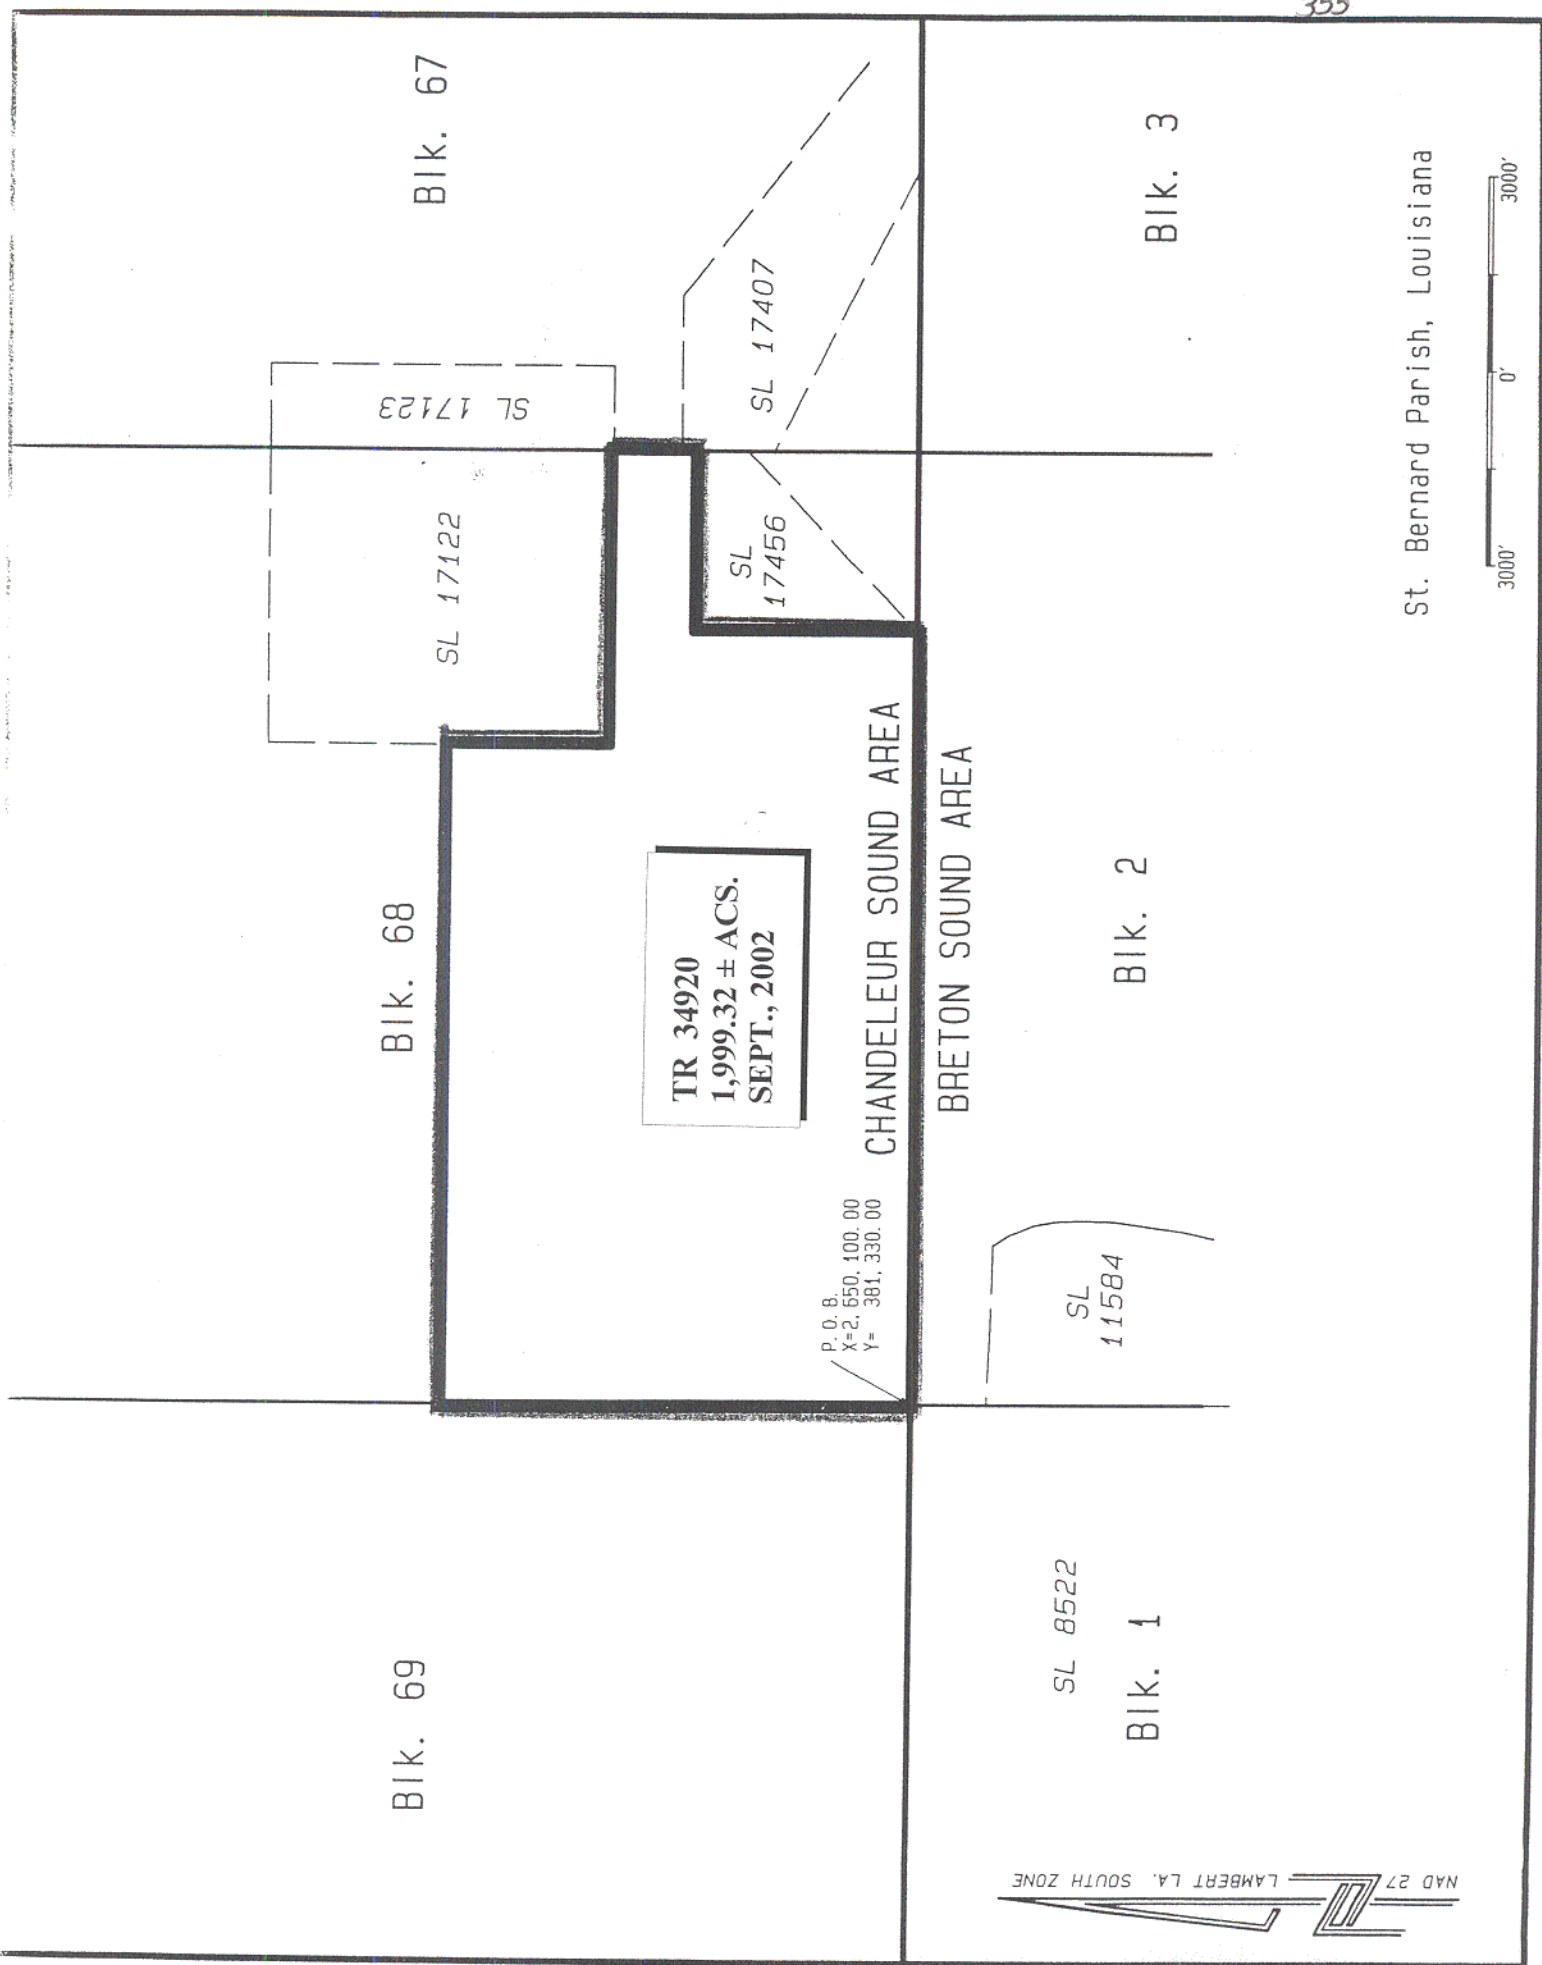 355
Blk. 69
Blk. 68
Blk. 67
SL 17122
SL 17123
SL 17407
SL
17456
TR 34920
1,999.32 ± ACS.
SEPT., 2002
P.O.B.
X=2,650,100.00
Y= 381,330.00
CHANDELEUR SOUND AREA
BRETON SOUND AREA
SL 8522
Blk. 1
SL
11584
Blk. 2
Blk. 3
NAD 27
LAMBERT LA. SOUTH ZONE
St. Bernard Parish, Louisiana
3000' 0' 3000'